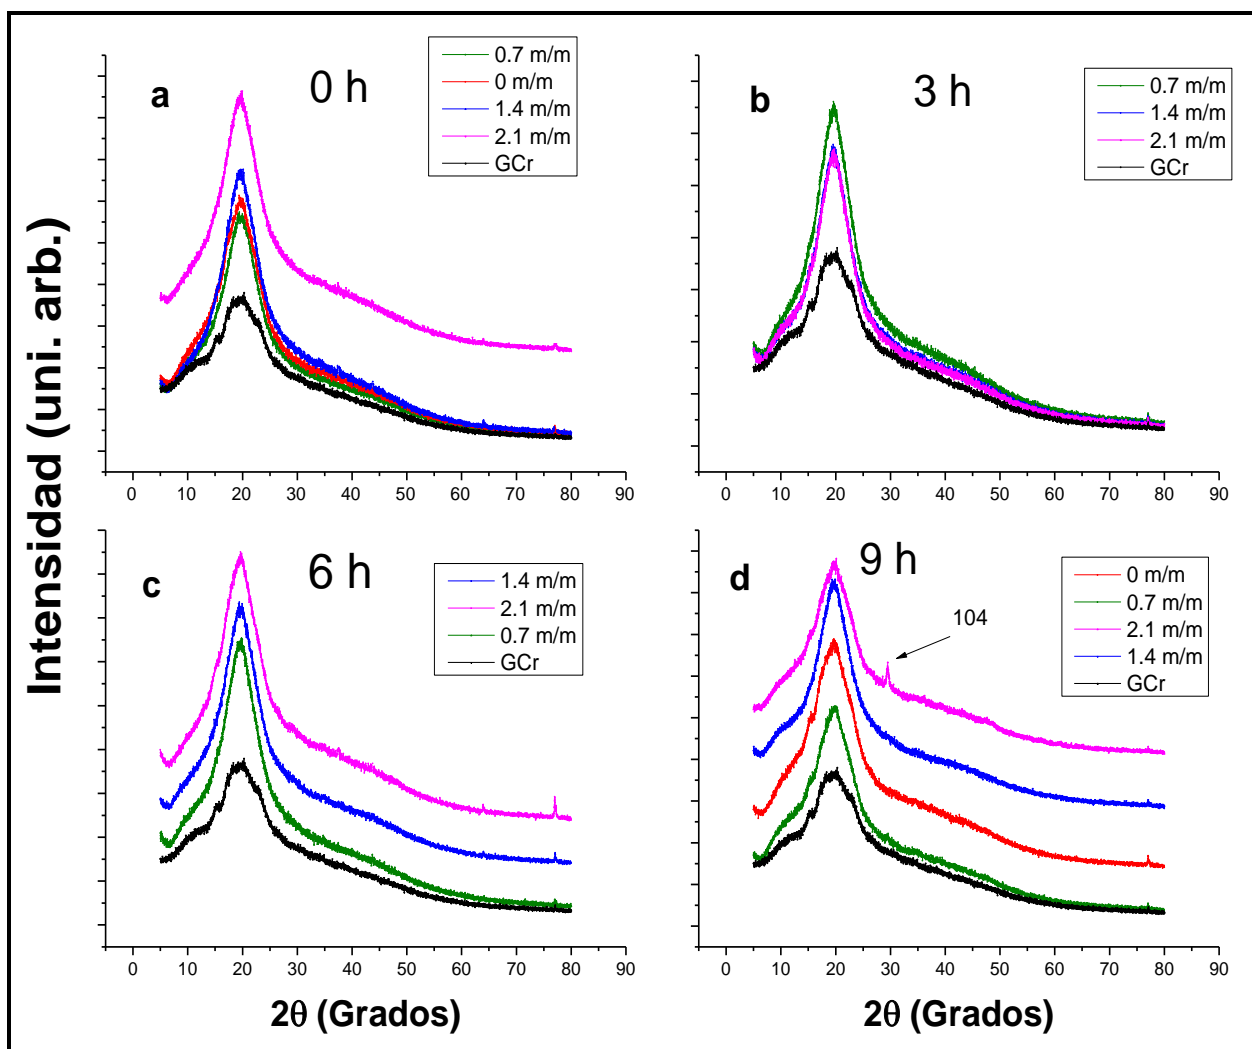 Intensidad (uni. arb.)
a
0 h
0.7 m/m
0 m/m
1.4 m/m
2.1 m/m
GCr
0 10 20 30 40 50 60 70 80 90
b
3 h
0.7 m/m
1.4 m/m
2.1 m/m
GCr
0 10 20 30 40 50 60 70 80 90
c
6 h
1.4 m/m
2.1 m/m
0.7 m/m
GCr
0 10 20 30 40 50 60 70 80 90
2θ (Grados)
d
9 h
0 m/m
0.7 m/m
2.1 m/m
1.4 m/m
GCr
104
0 10 20 30 40 50 60 70 80 90
2θ (Grados)